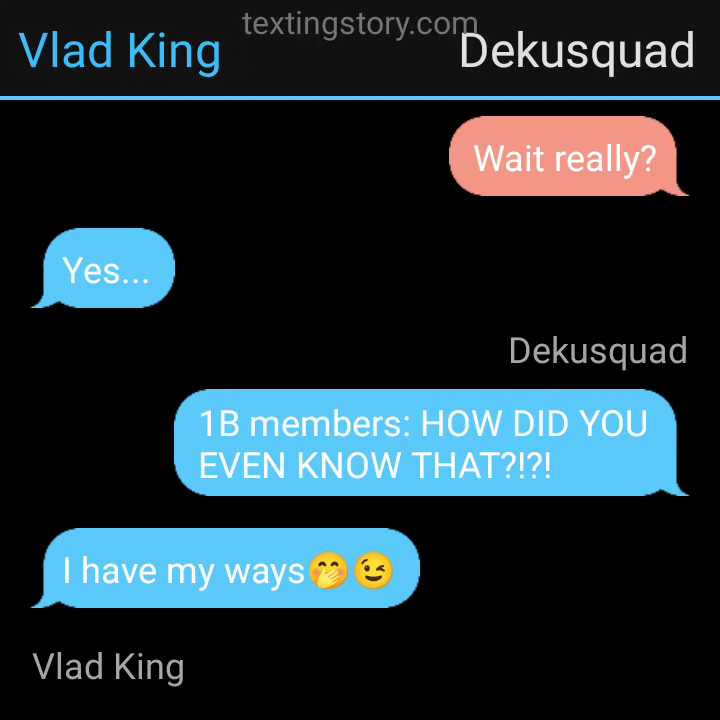 textingstory.com
Vlad King
Dekusquad
Wait really?
Yes...
Dekusquad
1B members: HOW DID YOU
EVEN KNOW THAT?!?!
I have my ways🤭😉
Vlad King